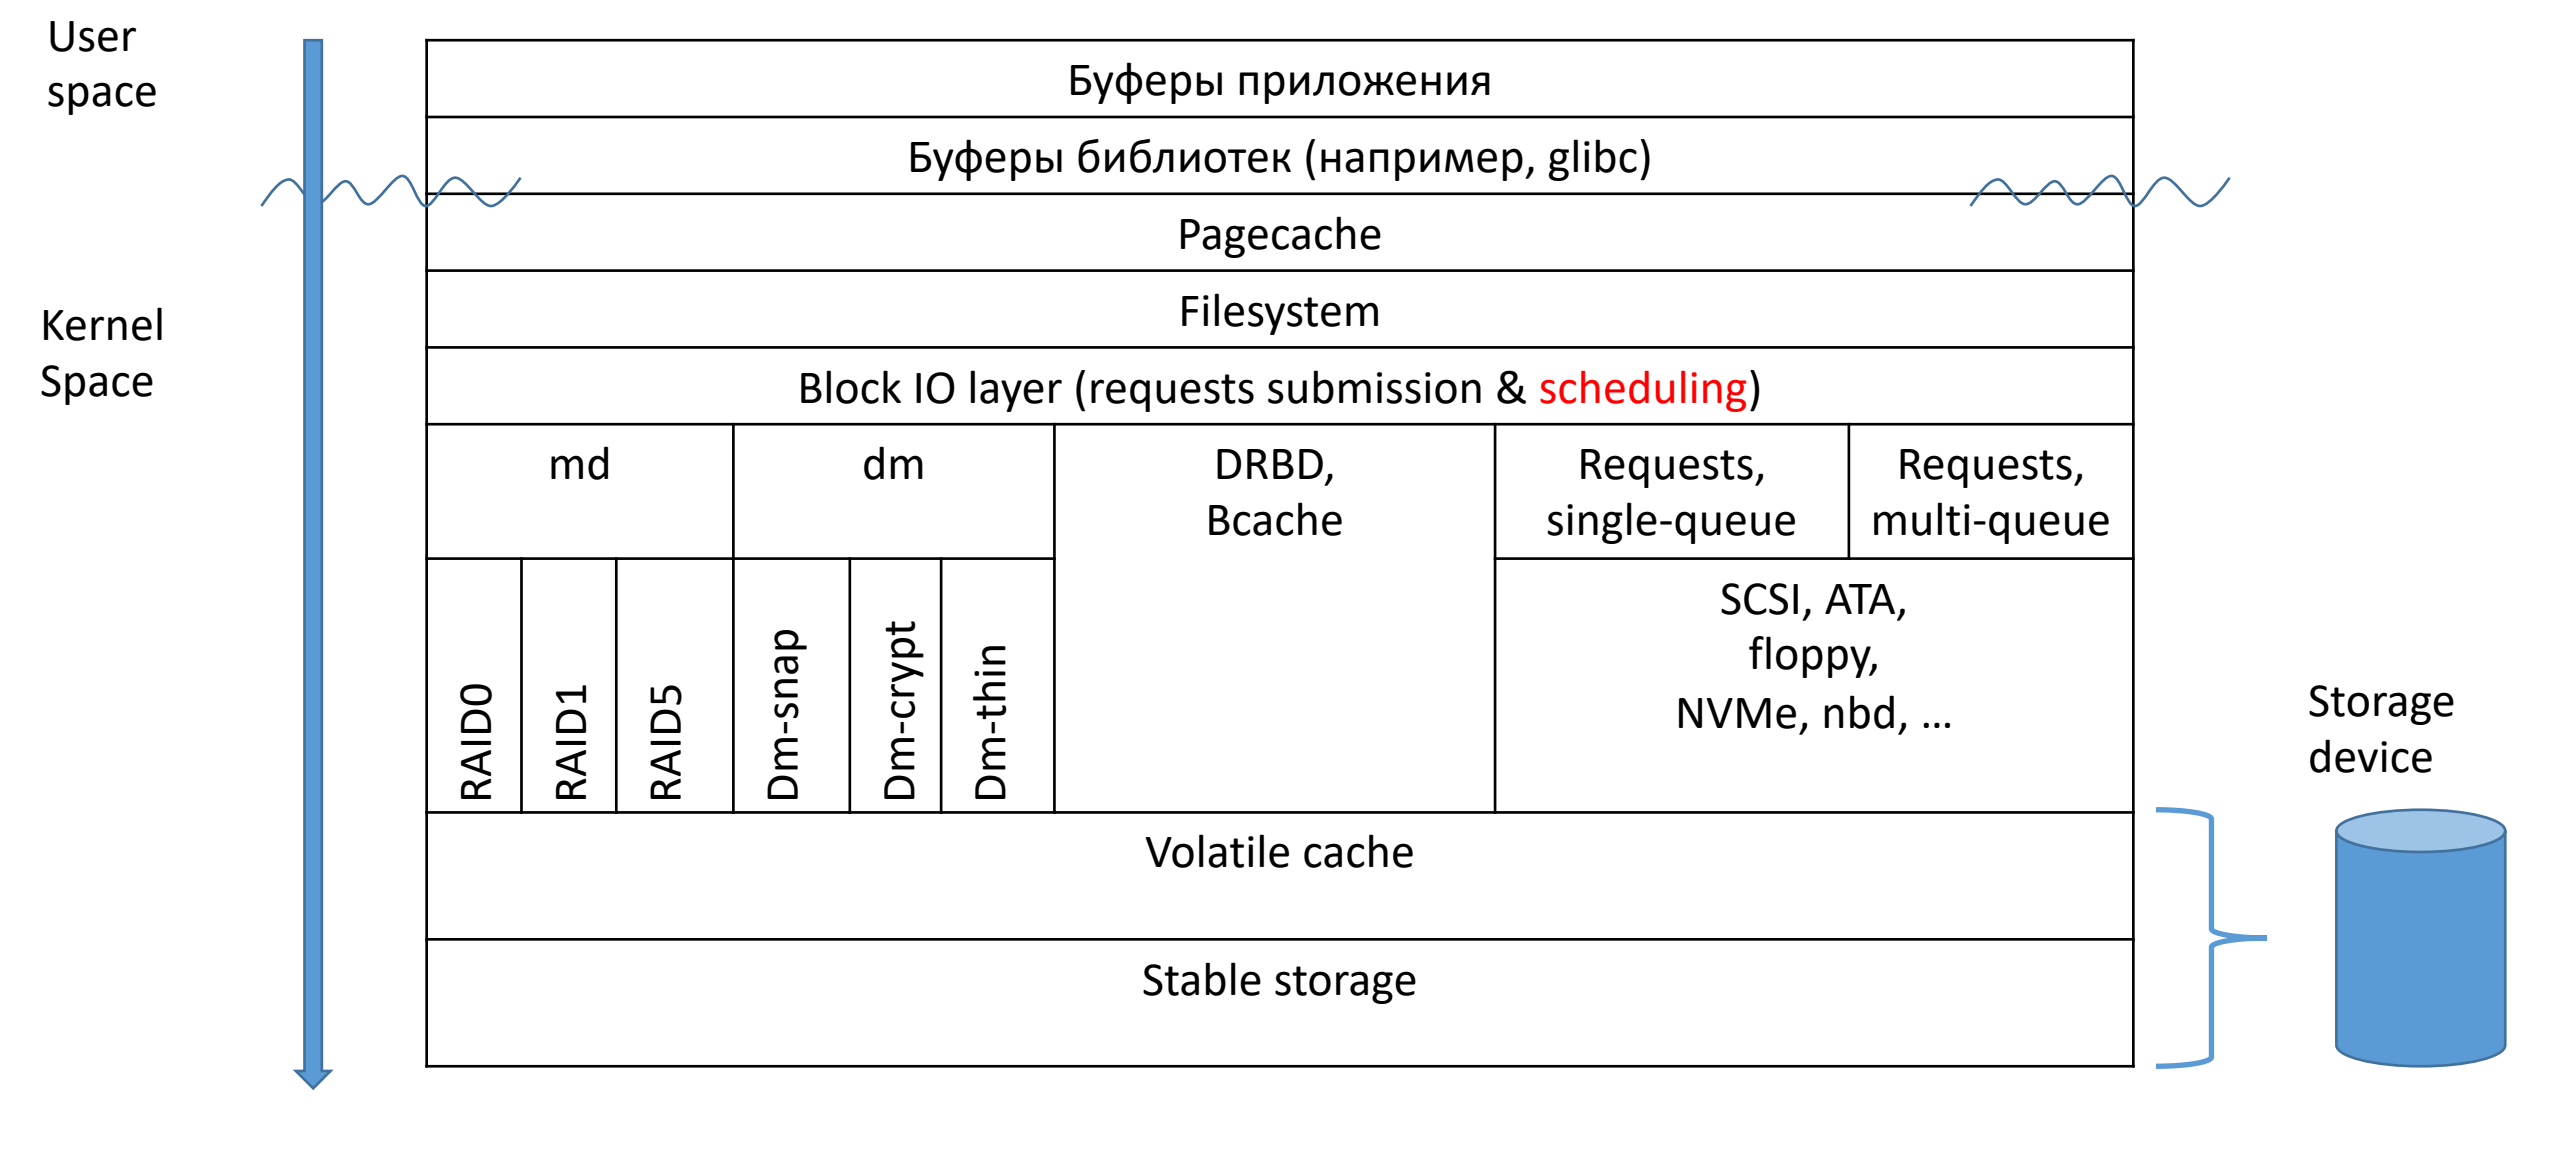 User
space
Буферы приложения
Буферы библиотек (например, glibc)
Pagecache
Kernel
Space
Filesystem
Block IO layer (requests submission & scheduling)
md
dm
DRBD,
Bcache
Requests,
single-queue
Requests,
multi-queue
RAID0
RAID1
RAID5
Dm-snap
Dm-crypt
Dm-thin
SCSI, ATA,
floppy,
NVMe, nbd, ...
Storage
device
Volatile cache
Stable storage